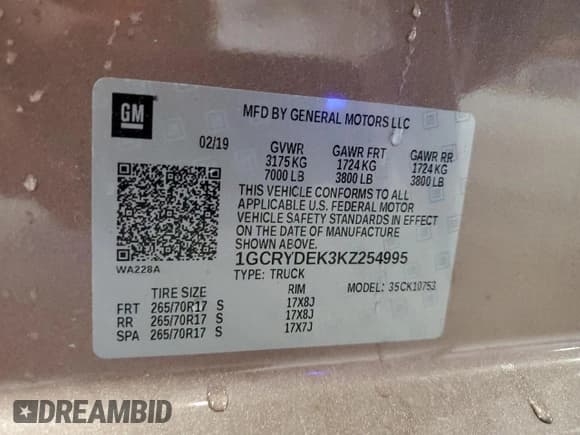 GM
MFD BY GENERAL MOTORS LLC
02/19
GVWR GAWR FRT GAWR RR
3175 KG 1724 KG 1724 KG
7000 LB 3800 LB 3800 LB
THIS VEHICLE CONFORMS TO ALL
APPLICABLE U.S. FEDERAL MOTOR
VEHICLE SAFETY STANDARDS IN EFFECT
ON THE DATE OF MANUFACTURE
SHOWN ABOVE.
WA228A
1GCRYDEK3KZ254995
TYPE: TRUCK MODEL: 35CK10753
TIRE SIZE RIM
FRT 265/70R17 S 17X8J
RR 265/70R17 S 17X8J
SPA 265/70R17 S 17X7J
DREAMBID